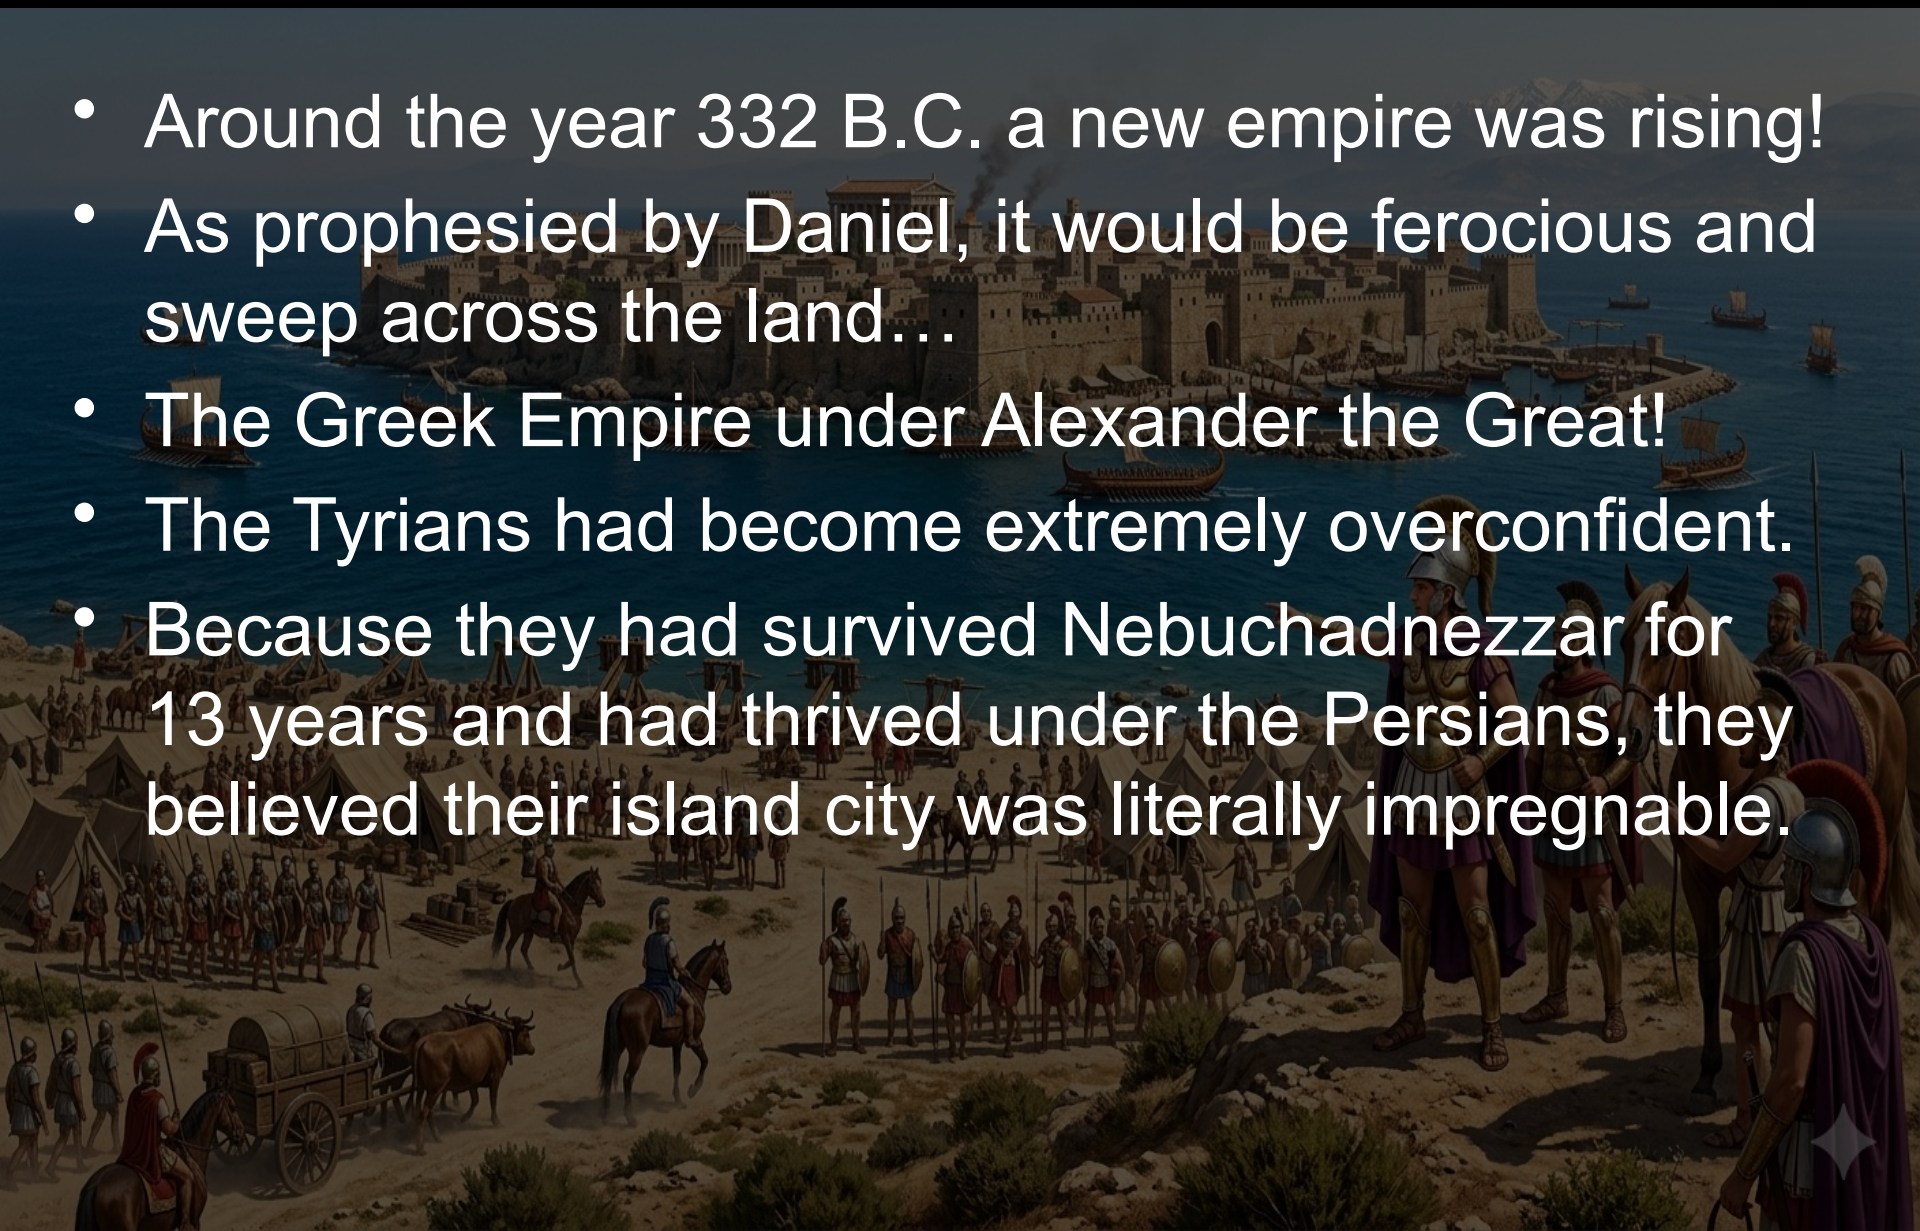 • Around the year 332 B.C. a new empire was rising!
• As prophesied by Daniel, it would be ferocious and
sweep across the land…
• The Greek Empire under Alexander the Great!
• The Tyrians had become extremely overconfident.
• Because they had survived Nebuchadnezzar for
13 years and had thrived under the Persians, they
believed their island city was literally impregnable.